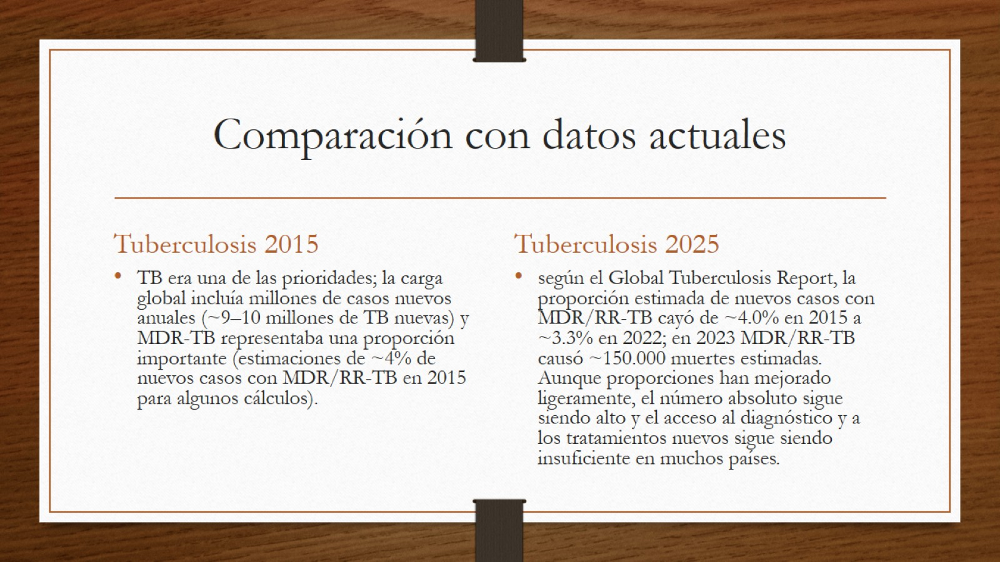 Comparación con datos actuales
Tuberculosis 2015
• TB era una de las prioridades; la carga
global incluía millones de casos nuevos
anuales (~9–10 millones de TB nuevas) y
MDR-TB representaba una proporción
importante (estimaciones de ~4% de
nuevos casos con MDR/RR-TB en 2015
para algunos cálculos).
Tuberculosis 2025
• según el Global Tuberculosis Report, la
proporción estimada de nuevos casos con
MDR/RR-TB cayó de ~4.0% en 2015 a
~3.3% en 2022; en 2023 MDR/RR-TB
causó ~150.000 muertes estimadas.
Aunque proporciones han mejorado
ligeramente, el número absoluto sigue
siendo alto y el acceso al diagnóstico y a
los tratamientos nuevos sigue siendo
insuficiente en muchos países.